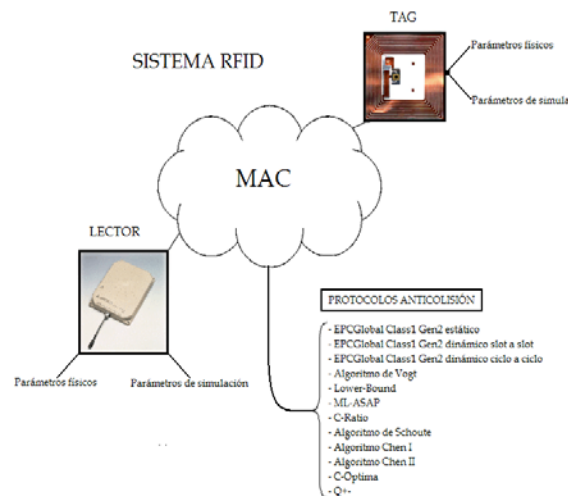 TAG
SISTEMA RFID
Parámetros físicos
Parámetros de simula
MAC
LECTOR
Parámetros físicos
Parámetros de simulación
PROTOCOLOS ANTICOLISIÓN
- EPCGlobal Class1 Gen2 estático
- EPCGlobal Class1 Gen2 dinámico slot a slot
- EPCGlobal Class1 Gen2 dinámico ciclo a ciclo
- Algoritmo de Vogt
- Lower-Bound
- ML-ASAP
- C-Ratio
- Algoritmo de Schoute
- Algoritmo Chen I
- Algoritmo Chen II
- C-Óptima
- Q+-